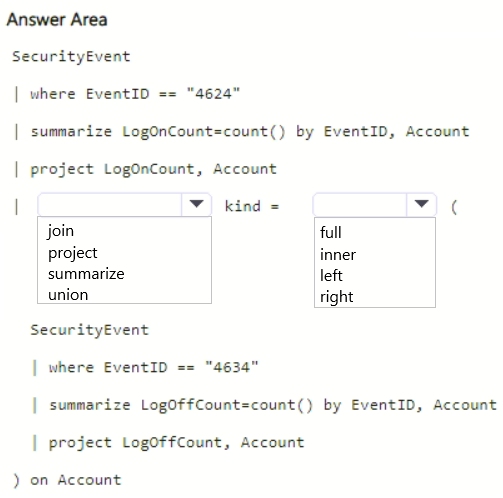 Answer Area
SecurityEvent
| where EventID == "4624"
| summarize LogOnCount=count() by EventID, Account
| project LogOnCount, Account
| kind = (
join
project
summarize
union
full
inner
left
right
SecurityEvent
| where EventID == "4634"
| summarize LogOffCount=count() by EventID, Account
| project LogOffCount, Account
) on Account